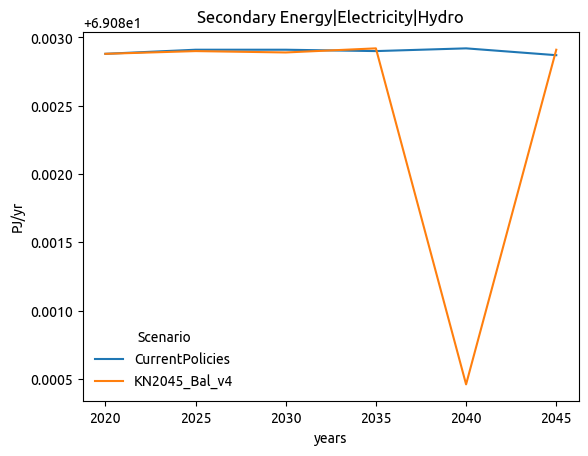 Secondary Energy|Electricity|Hydro
+6.908e1
0.0030
0.0025
0.0020
0.0015
0.0010
0.0005
PJ/yr
Scenario
CurrentPolicies
KN2045_Bal_v4
2020 2025 2030 2035 2040 2045
years